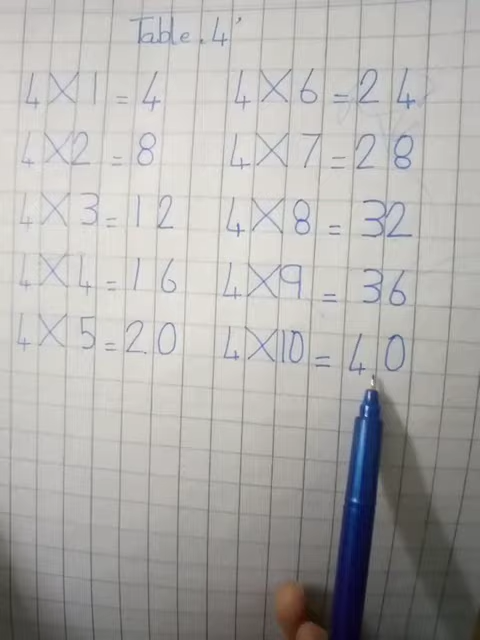 Table. 4
4 X 1 = 4
4 X 2 = 8
4 X 3 = 12
4 X 4 = 16
4 X 5 = 20
4 X 6 = 24
4 X 7 = 28
4 X 8 = 32
4 X 9 = 36
4 X 10 = 40